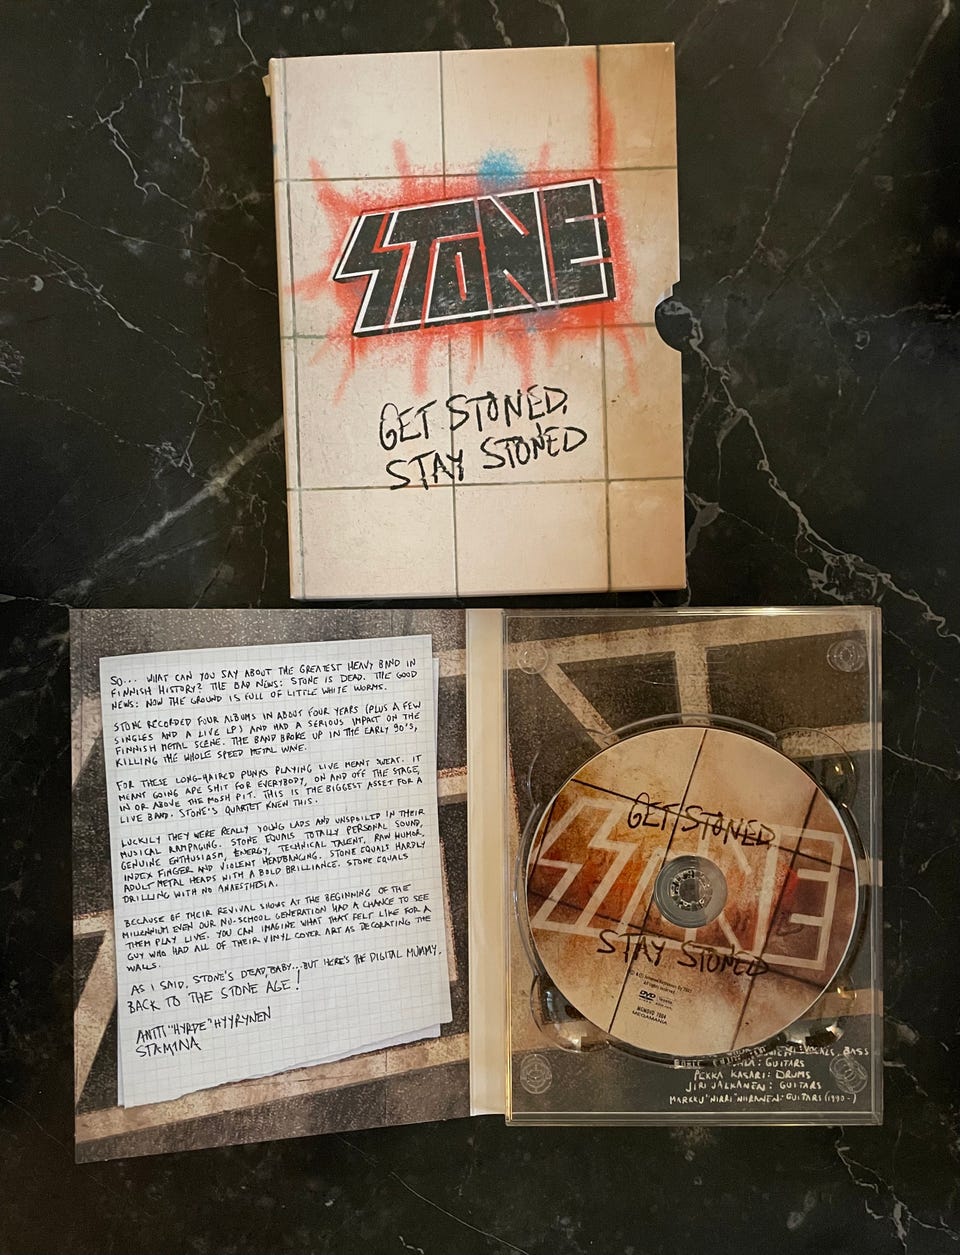 STONE
GET STONED,
STAY STONED
SO... WHAT CAN YOU SAY ABOUT THE GREATEST HEAVY BAND IN
FINNISH HISTORY? THE BAD NEWS: STONE IS DEAD. THE GOOD
NEWS: NOW THE GROUND IS FULL OF LITTLE WHITE WORMS.
STONE RECORDED FOUR ALBUMS IN ABOUT FOUR YEARS (PLUS A FEW
SINGLES AND A LIVE LP) AND HAD A SERIOUS IMPACT ON THE
FINNISH METAL SCENE. THE BAND BROKE UP IN THE EARLY 90'S,
KILLING THE WHOLE SPEED METAL WAVE.
FOR THESE LONG-HAIRED PUNKS PLAYING LIVE MEANT SWEAT. IT
MEANT GOING APE SHIT FOR EVERYBODY, ON AND OFF THE STAGE,
IN OR ABOVE THE MOSH PIT. THIS IS THE BIGGEST ASSET FOR A
LIVE BAND. STONE'S QUARTET KNEW THIS.
LUCKILY THEY WERE REALLY YOUNG LADS AND UNSPOILED IN THEIR
MUSICAL RAMPAGING. STONE EQUALS TOTALLY PERSONAL SOUND,
GENUINE ENTHUSIASM, ENERGY, TECHNICAL TALENT, RAW HUMOR,
INDEX FINGER AND VIOLENT HEADBANGING. STONE EQUALS HARDLY
ADULT METAL HEADS WITH A BOLD BRILLIANCE. STONE EQUALS
DRILLING WITH NO ANAESTHESIA.
BECAUSE OF THEIR REVIVAL SHOWS AT THE BEGINNING OF THE
MILLENNIUM EVEN OUR NU-SCHOOL GENERATION HAD A CHANCE TO SEE
THEM PLAY LIVE. YOU CAN IMAGINE WHAT THAT FELT LIKE FOR A
GUY WHO HAD ALL OF THEIR VINYL COVER ART AS DECORATING THE
WALLS.
AS I SAID, STONE'S DEAD, BABY... BUT HERE'S THE DIGITAL MUMMY.
BACK TO THE STONE AGE!
ANTTI "HYRDE" HYYRYNEN
STAM1NA
STONE
GET STONED,
STAY STONED
All rights reserved.
DVD
MCNDVD 2004
MEGAMANIA
VOCALS, BASS
: GUITARS
PEKKA KASARI: DRUMS
JIRI JALKANEN: GUITARS
MARKKU "NIRRI" NIIRANEN: GUITARS (1990-)